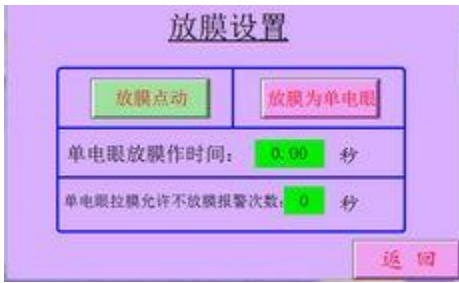 放膜设置
放膜点动 放膜为单电眼
单电眼放膜作时间： 0.00 秒
单电眼拉膜允许不放膜报警次数： 0 秒
返 回